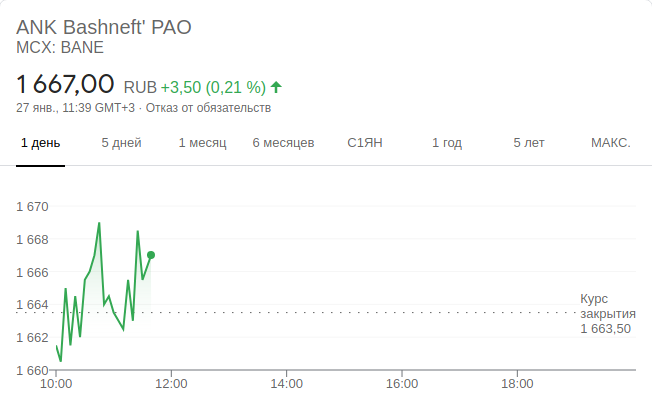 ANK Bashneft' PAO
MCX: BANE
1 667,00 RUB +3,50 (0,21 %)
27 янв., 11:39 GMT+3 · Отказ от обязательств
1 день 5 дней 1 месяц 6 месяцев С1ЯН 1 год 5 лет МАКС.
1 670
1 668
1 666
1 664
1 662
1 660
Курс
закрытия
1 663,50
10:00 12:00 14:00 16:00 18:00